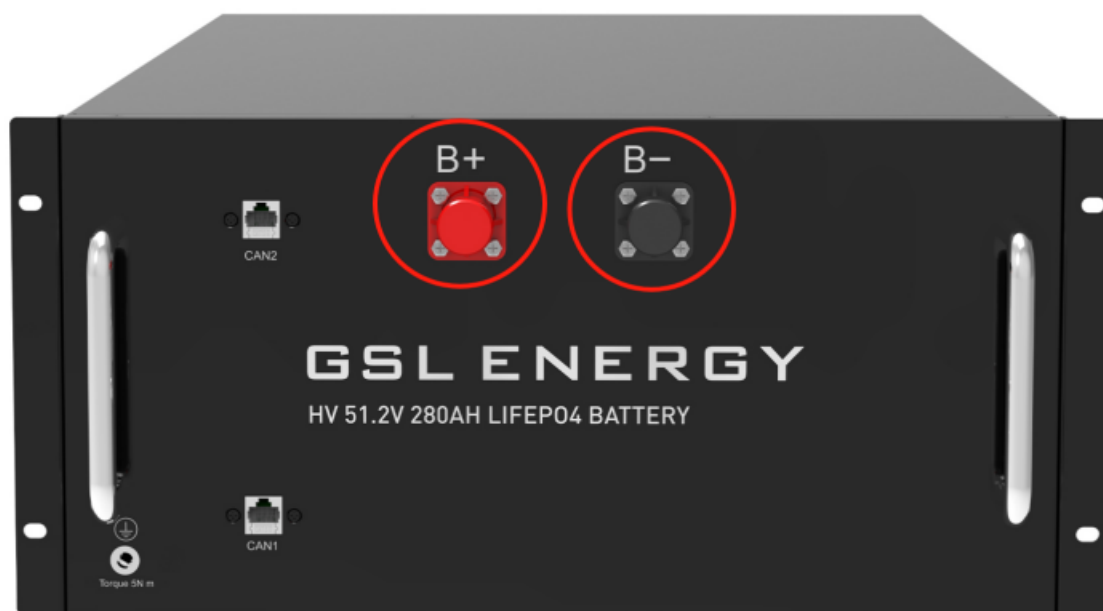 B+ B-
CAN2
GSL ENERGY
HV 51.2V 280AH LIFEPO4 BATTERY
CAN1
Torque 5N m